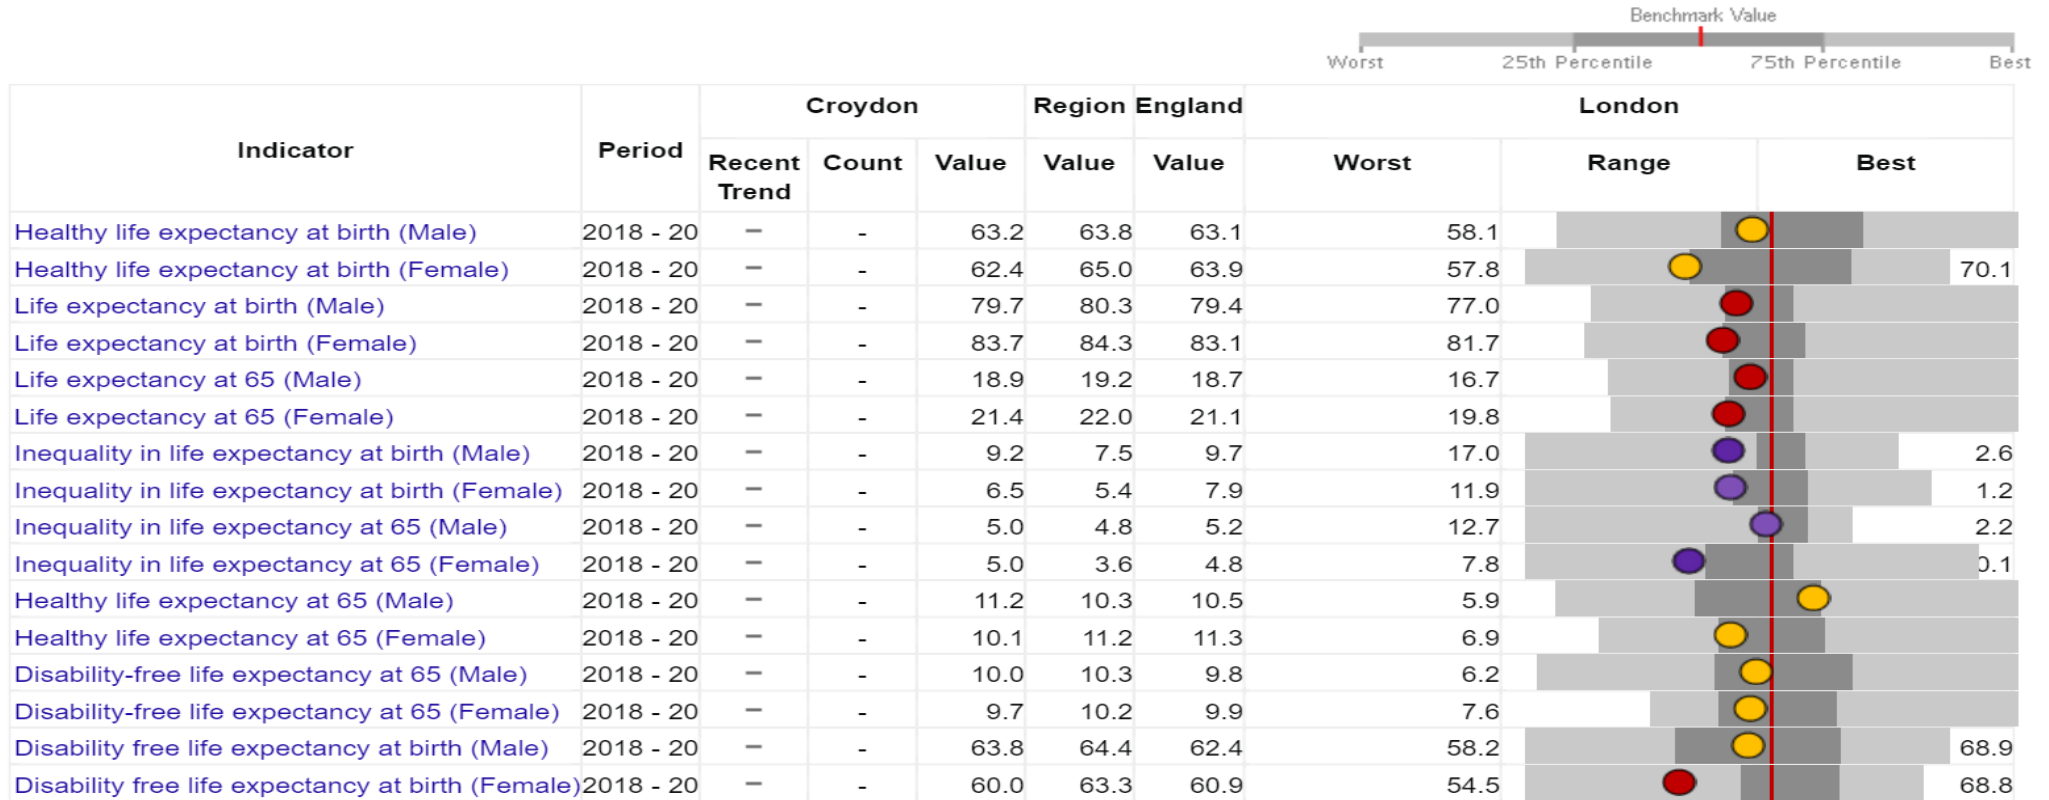 Benchmark Value
Worst 25th Percentile 75th Percentile Best
Indicator Period Croydon Region England London
Recent Trend Count Value Value Value Worst Range Best
Healthy life expectancy at birth (Male) 2018 - 20 – - 63.2 63.8 63.1 58.1
Healthy life expectancy at birth (Female) 2018 - 20 – - 62.4 65.0 63.9 57.8 70.1
Life expectancy at birth (Male) 2018 - 20 – - 79.7 80.3 79.4 77.0
Life expectancy at birth (Female) 2018 - 20 – - 83.7 84.3 83.1 81.7
Life expectancy at 65 (Male) 2018 - 20 – - 18.9 19.2 18.7 16.7
Life expectancy at 65 (Female) 2018 - 20 – - 21.4 22.0 21.1 19.8
Inequality in life expectancy at birth (Male) 2018 - 20 – - 9.2 7.5 9.7 17.0 2.6
Inequality in life expectancy at birth (Female) 2018 - 20 – - 6.5 5.4 7.9 11.9 1.2
Inequality in life expectancy at 65 (Male) 2018 - 20 – - 5.0 4.8 5.2 12.7 2.2
Inequality in life expectancy at 65 (Female) 2018 - 20 – - 5.0 3.6 4.8 7.8 0.1
Healthy life expectancy at 65 (Male) 2018 - 20 – - 11.2 10.3 10.5 5.9
Healthy life expectancy at 65 (Female) 2018 - 20 – - 10.1 11.2 11.3 6.9
Disability-free life expectancy at 65 (Male) 2018 - 20 – - 10.0 10.3 9.8 6.2
Disability-free life expectancy at 65 (Female) 2018 - 20 – - 9.7 10.2 9.9 7.6
Disability free life expectancy at birth (Male) 2018 - 20 – - 63.8 64.4 62.4 58.2 68.9
Disability free life expectancy at birth (Female) 2018 - 20 – - 60.0 63.3 60.9 54.5 68.8